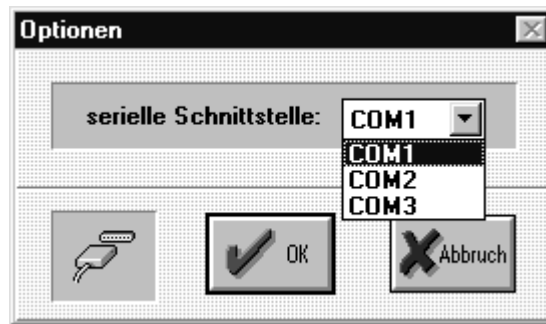 Optionen
serielle Schnittstelle: COM1
COM1
COM2
COM3
OK
Abbruch